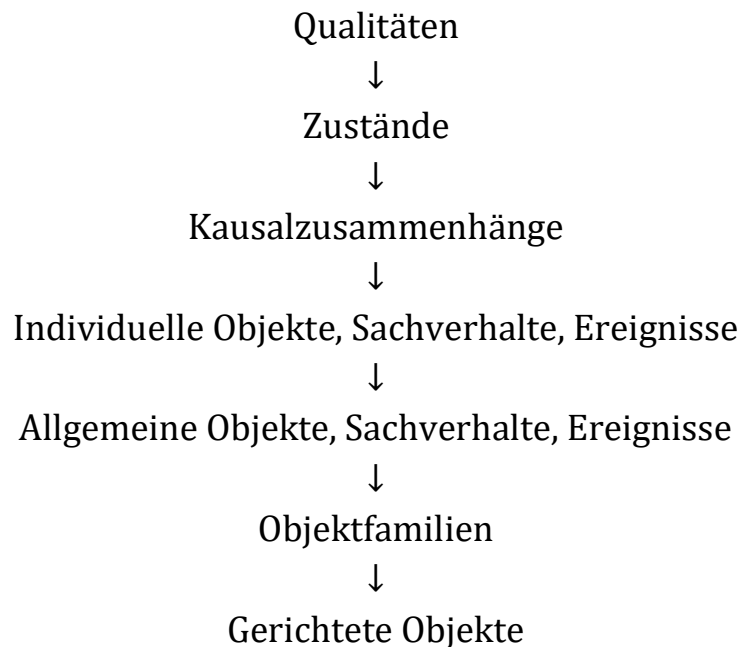 Qualitäten
↓
Zustände
↓
Kausalzusammenhänge
↓
Individuelle Objekte, Sachverhalte, Ereignisse
↓
Allgemeine Objekte, Sachverhalte, Ereignisse
↓
Objektfamilien
↓
Gerichtete Objekte